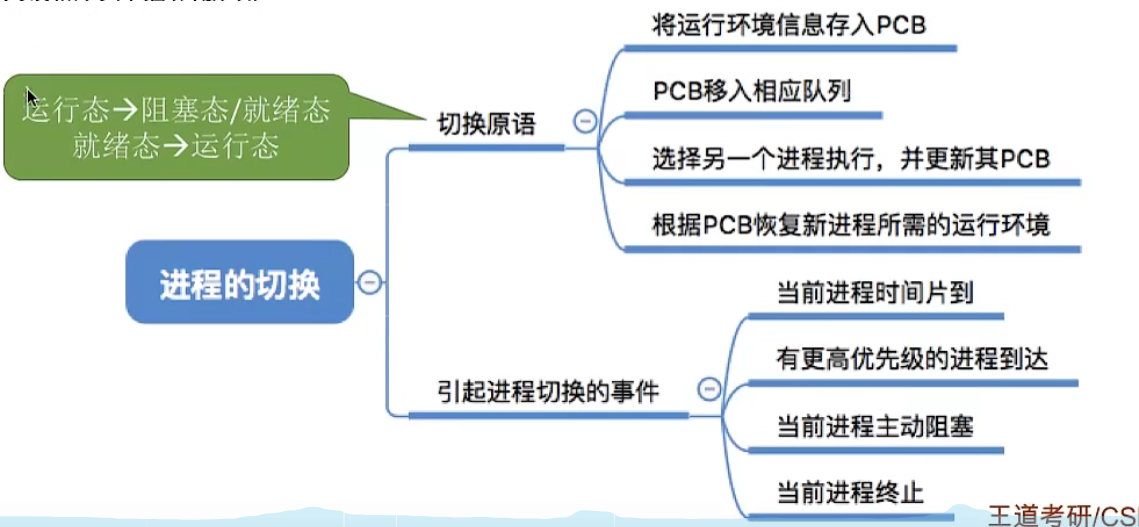 将运行环境信息存入PCB
PCB移入相应队列
运行态→阻塞态/就绪态
就绪态→运行态
切换原语
选择另一个进程执行，并更新其PCB
根据PCB恢复新进程所需的运行环境
进程的切换
当前进程时间片到
有更高优先级的进程到达
引起进程切换的事件
当前进程主动阻塞
当前进程终止
王道考研/CS